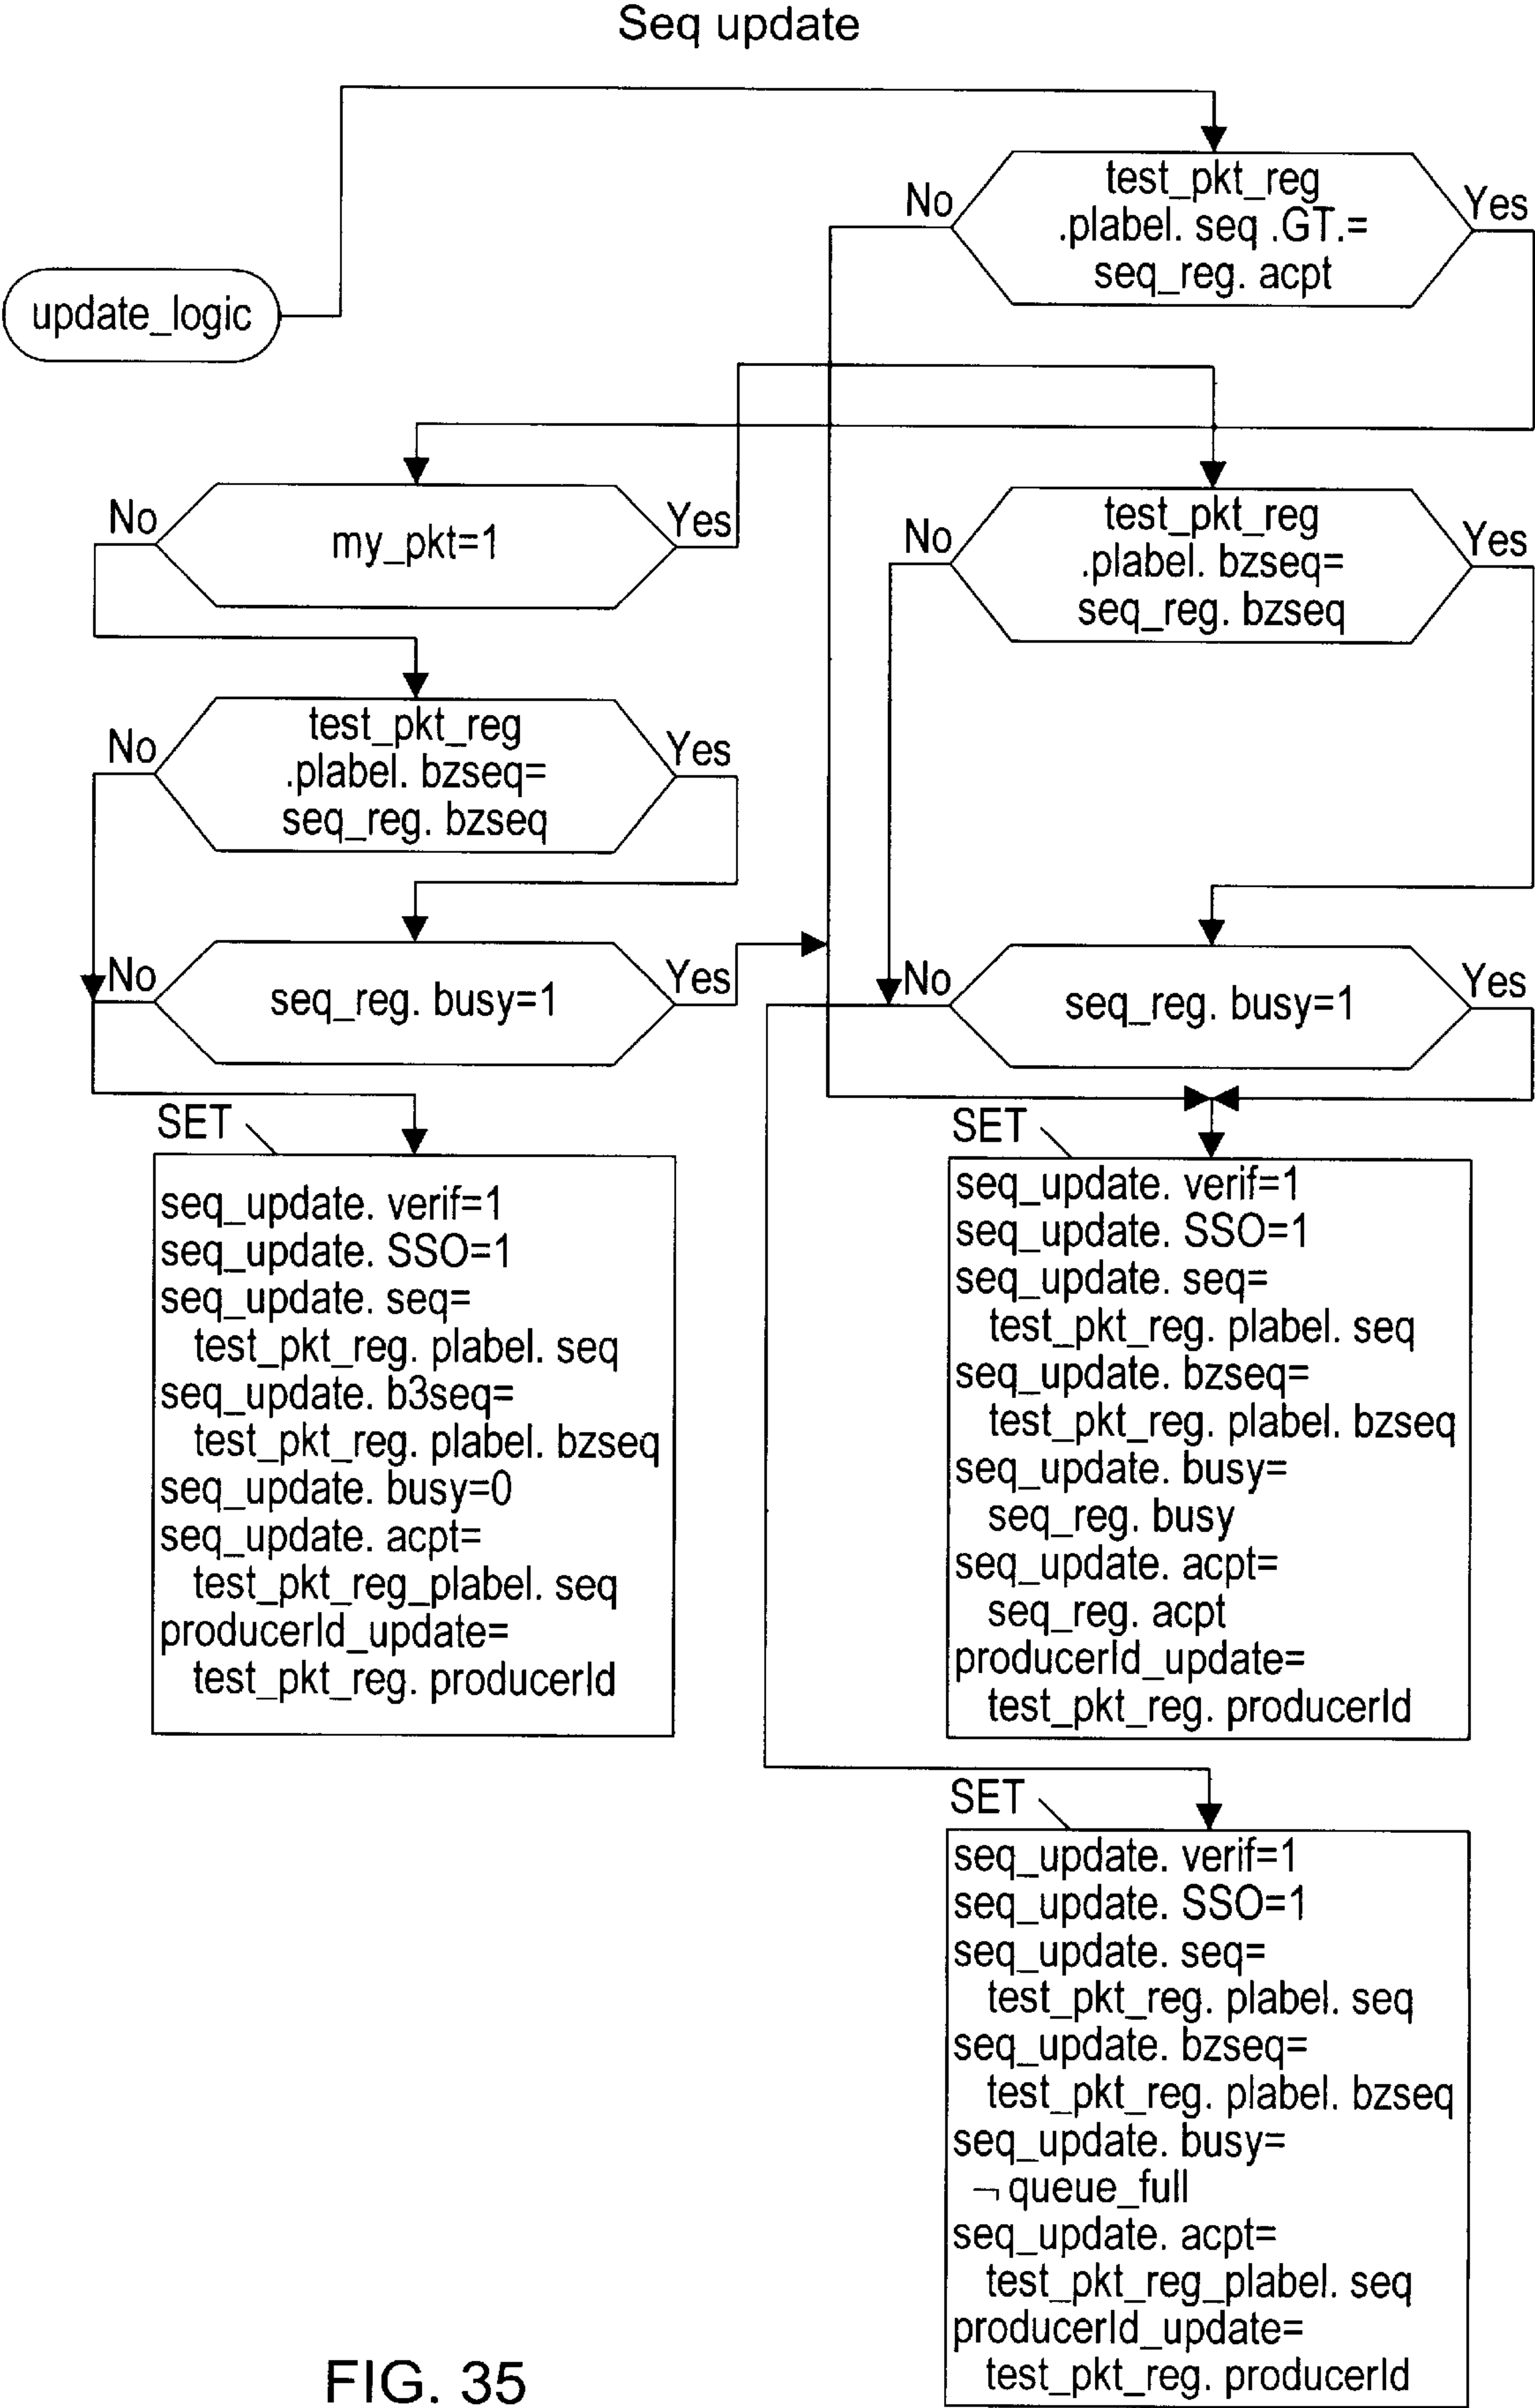 Seq update
update_logic
test_pkt_reg
.plabel. seq .GT.=
seq_reg. acpt
No
Yes
my_pkt=1
No
Yes
test_pkt_reg
.plabel. bzseq=
seq_reg. bzseq
No
Yes
test_pkt_reg
.plabel. bzseq=
seq_reg. bzseq
No
Yes
seq_reg. busy=1
No
Yes
seq_reg. busy=1
No
Yes
SET
seq_update. verif=1
seq_update. SSO=1
seq_update. seq=
test_pkt_reg. plabel. seq
seq_update. b3seq=
test_pkt_reg. plabel. bzseq
seq_update. busy=0
seq_update. acpt=
test_pkt_reg_plabel. seq
producerId_update=
test_pkt_reg. producerId
SET
seq_update. verif=1
seq_update. SSO=1
seq_update. seq=
test_pkt_reg. plabel. seq
seq_update. bzseq=
test_pkt_reg. plabel. bzseq
seq_update. busy=
seq_reg. busy
seq_update. acpt=
seq_reg. acpt
producerId_update=
test_pkt_reg. producerId
SET
seq_update. verif=1
seq_update. SSO=1
seq_update. seq=
test_pkt_reg. plabel. seq
seq_update. bzseq=
test_pkt_reg. plabel. bzseq
seq_update. busy=
¬ queue_full
seq_update. acpt=
test_pkt_reg_plabel. seq
producerId_update=
test_pkt_reg. producerId
FIG. 35